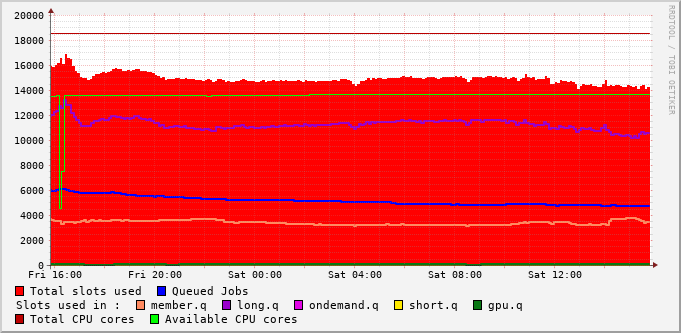 20000
18000
16000
14000
12000
10000
8000
6000
4000
2000
0
Fri 16:00 Fri 20:00 Sat 00:00 Sat 04:00 Sat 08:00 Sat 12:00
Total slots used Queued Jobs
Slots used in : member.q long.q ondemand.q short.q gpu.q
Total CPU cores Available CPU cores
RRDTOOL / TOBI OETIKER